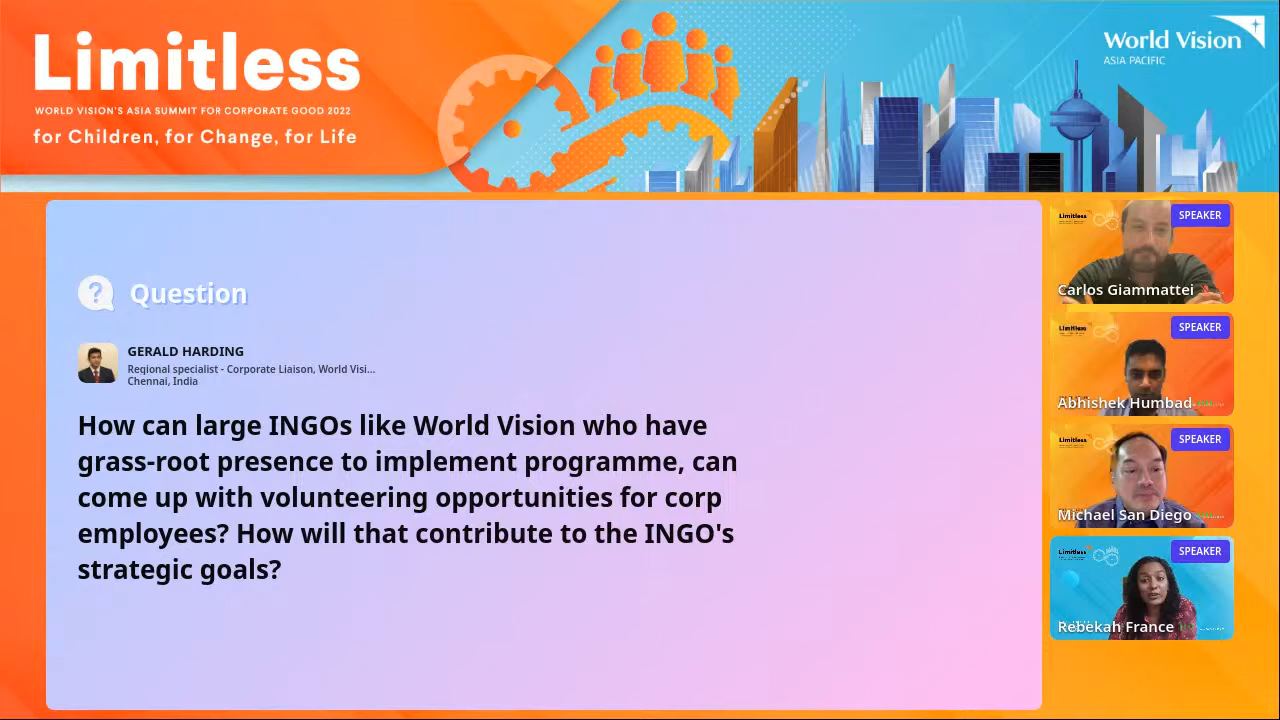 Limitless
WORLD VISION'S ASIA SUMMIT FOR CORPORATE GOOD 2022
for Children, for Change, for Life
World Vision
ASIA PACIFIC
Question
GERALD HARDING
Regional specialist - Corporate Liaison, World Visi...
Chennai, India
How can large INGOs like World Vision who have
grass-root presence to implement programme, can
come up with volunteering opportunities for corp
employees? How will that contribute to the INGO's
strategic goals?
Limitless
SPEAKER
Carlos Giammattei
Limitless
SPEAKER
Abhishek Humbad
Limitless
SPEAKER
Michael San Diego
Limitless
SPEAKER
Rebekah France